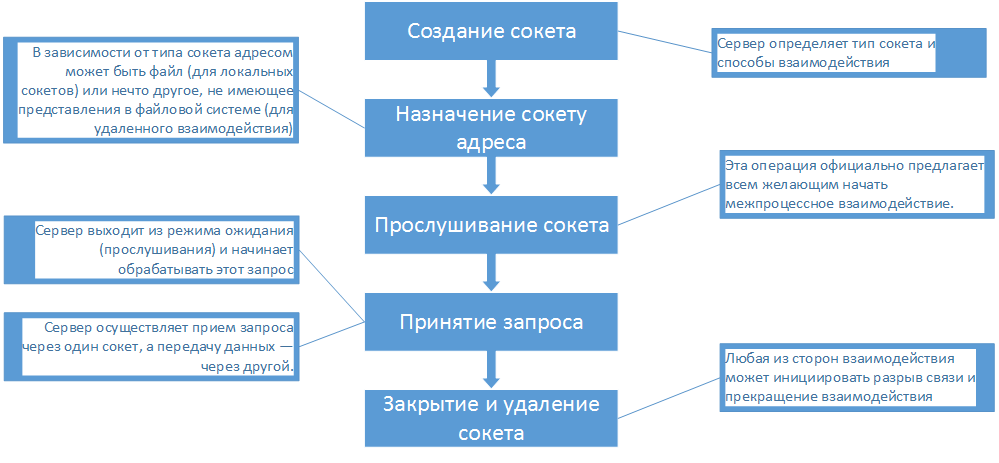 Создание сокета
Сервер определяет тип сокета и
способы взаимодействия
В зависимости от типа сокета адресом
может быть файл (для локальных
сокетов) или нечто другое, не имеющее
представления в файловой системе (для
удаленного взаимодействия)
Назначение сокету
адреса
Эта операция официально предлагает
всем желающим начать
межпроцессное взаимодействие.
Прослушивание сокета
Сервер выходит из режима ожидания
(прослушивания) и начинает
обрабатывать этот запрос
Принятие запроса
Сервер осуществляет прием запроса
через один сокет, а передачу данных —
через другой.
Любая из сторон взаимодействия
может инициировать разрыв связи и
прекращение взаимодействия
Закрытие и удаление
сокета